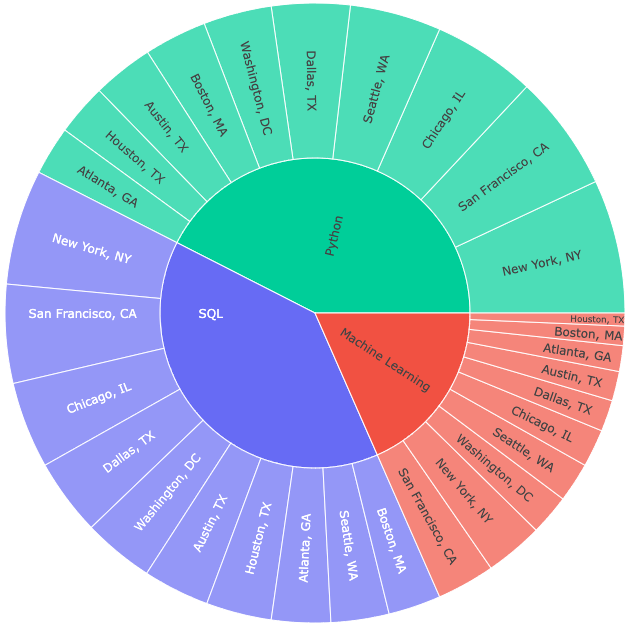 Python
New York, NY
San Francisco, CA
Chicago, IL
Seattle, WA
Dallas, TX
Washington, DC
Boston, MA
Austin, TX
Houston, TX
Atlanta, GA
SQL
New York, NY
San Francisco, CA
Chicago, IL
Dallas, TX
Washington, DC
Austin, TX
Houston, TX
Atlanta, GA
Seattle, WA
Boston, MA
Machine Learning
San Francisco, CA
New York, NY
Washington, DC
Seattle, WA
Chicago, IL
Dallas, TX
Austin, TX
Atlanta, GA
Boston, MA
Houston, TX